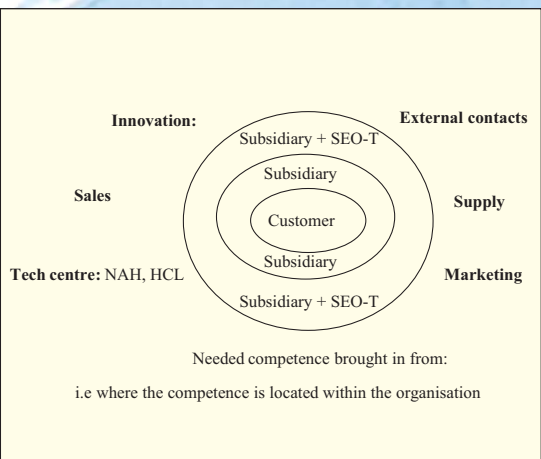 Innovation:
External contacts
Subsidiary + SEO-T
Subsidiary
Sales
Supply
Customer
Subsidiary
Tech centre: NAH, HCL
Marketing
Subsidiary + SEO-T
Needed competence brought in from:
i.e where the competence is located within the organisation